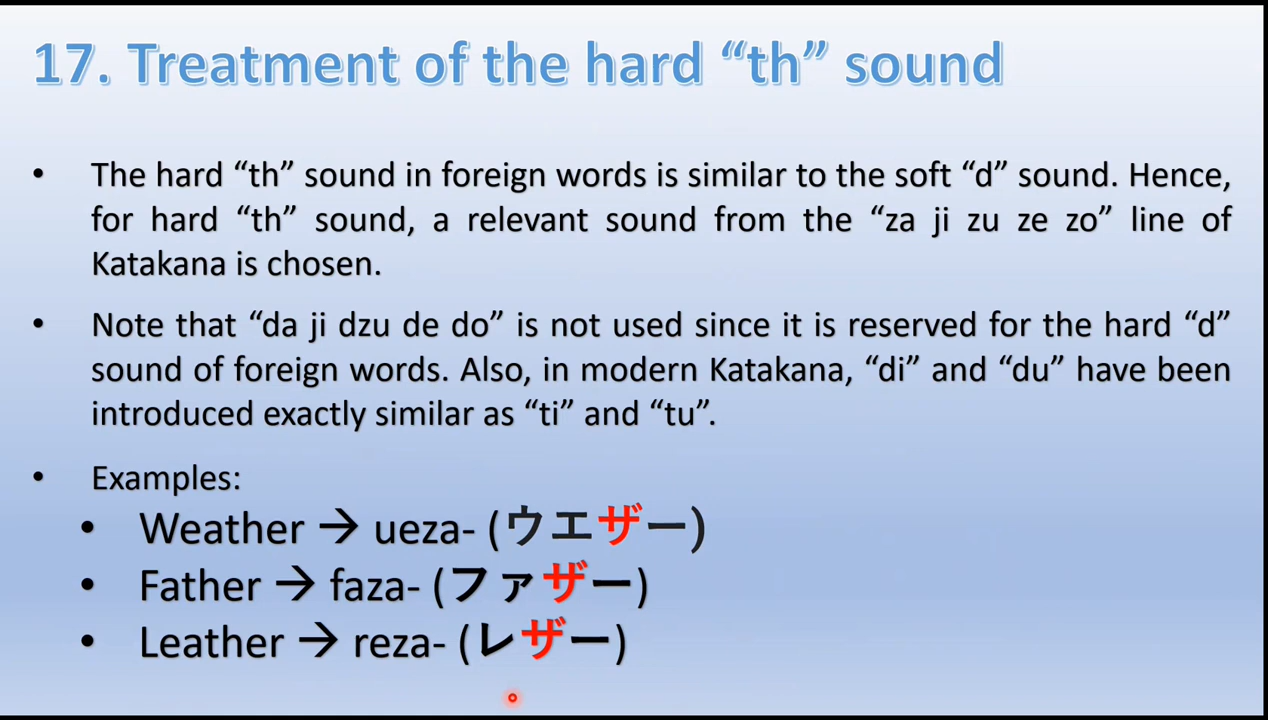 17. Treatment of the hard “th” sound
• The hard “th” sound in foreign words is similar to the soft “d” sound. Hence,
for hard “th” sound, a relevant sound from the “za ji zu ze zo” line of
Katakana is chosen.
• Note that “da ji dzu de do” is not used since it is reserved for the hard “d”
sound of foreign words. Also, in modern Katakana, “di” and “du” have been
introduced exactly similar as “ti” and “tu”.
• Examples:
• Weather → ueza- (ウエザー)
• Father → faza- (ファザー)
• Leather → reza- (レザー)